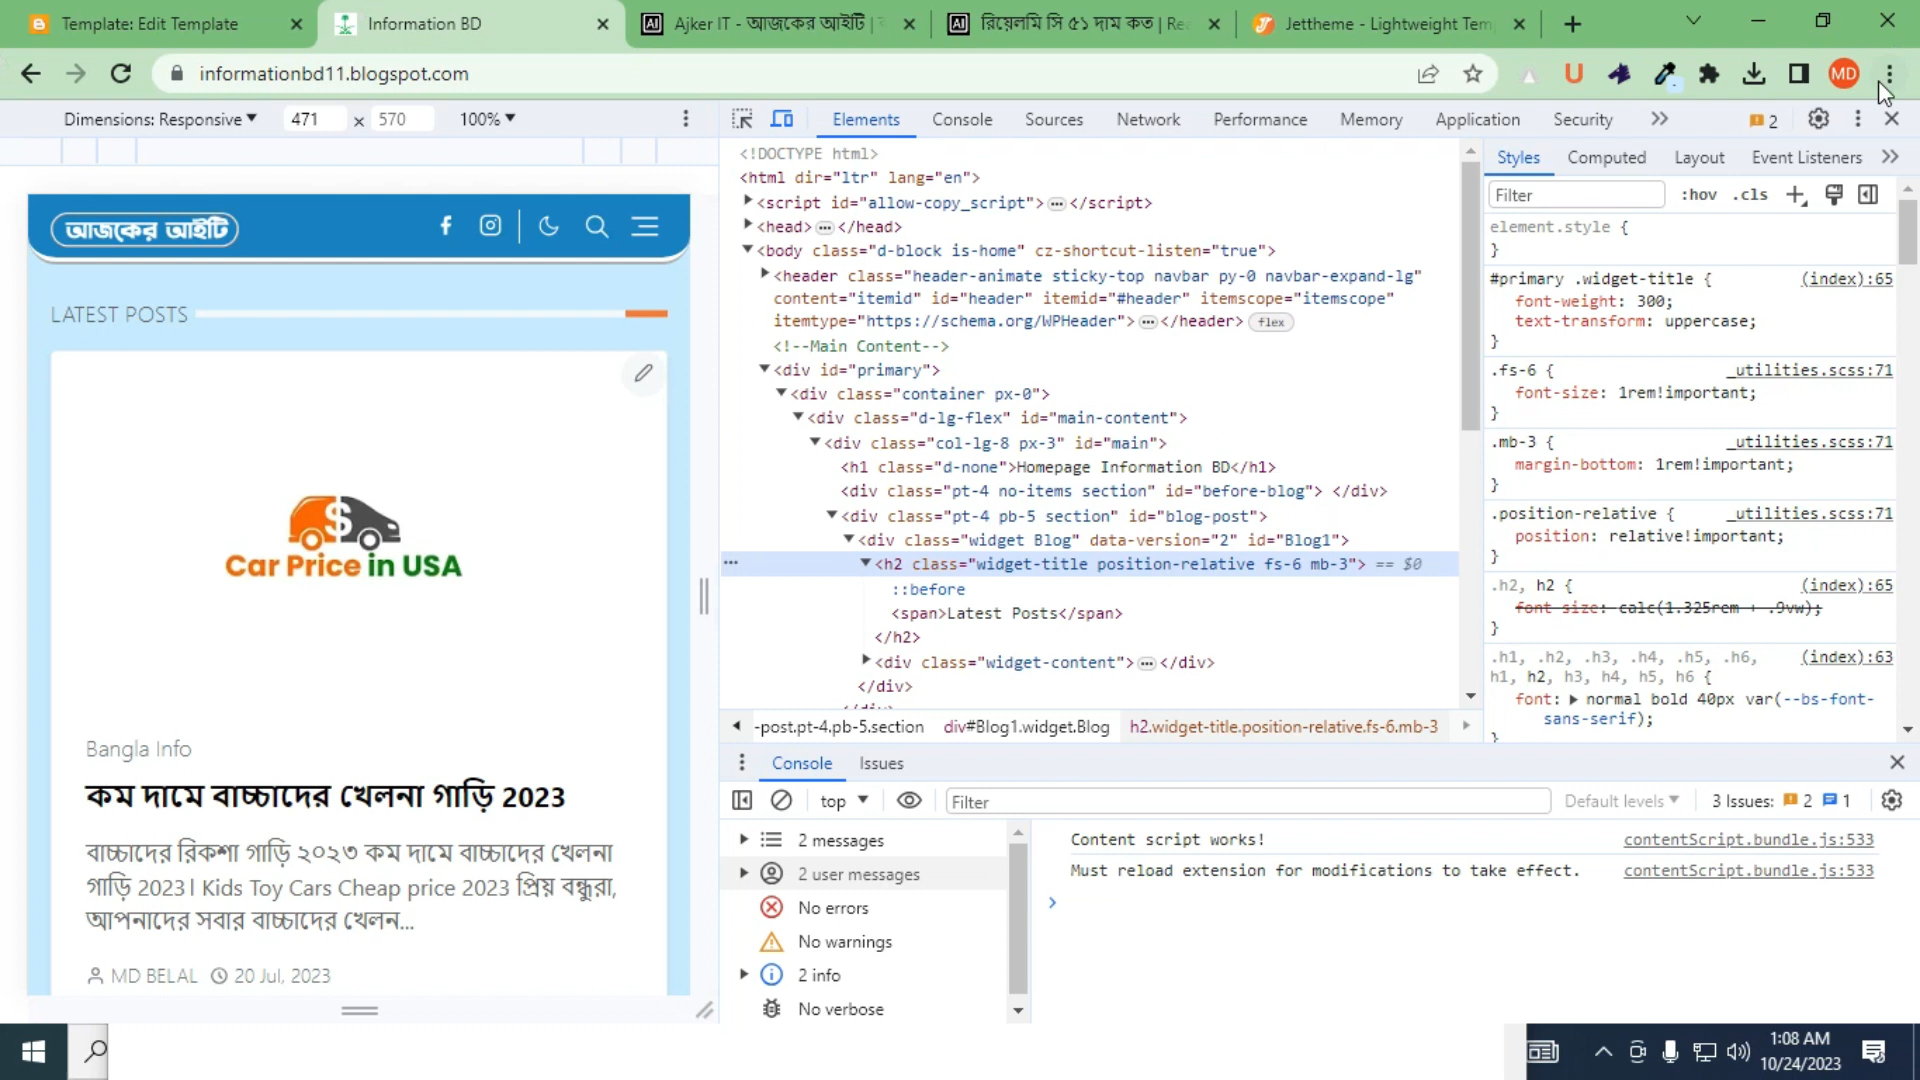 Template: Edit Template
Information BD
Ajker IT - আজকের আইটি |
রিয়েলমি সি ৫১ দাম কত | Re
Jettheme - Lightweight Tem
informationbd11.blogspot.com
MD
Dimensions: Responsive
471 x 570
100%
Elements
Console
Sources
Network
Performance
Memory
Application
Security
2
আজকের আইটি
LATEST POSTS
$
Car Price in USA
Bangla Info
কম দামে বাচ্চাদের খেলনা গাড়ি 2023
বাচ্চাদের রিকশা গাড়ি ২০২৩ কম দামে বাচ্চাদের খেলনা
গাড়ি 2023। Kids Toy Cars Cheap price 2023 প্রিয় বন্ধুরা,
আপনাদের সবার বাচ্চাদের খেলন...
MD BELAL 20 Jul, 2023
<!DOCTYPE html>
<html dir="ltr" lang="en">
<script id="allow-copy_script"> ⋯ </script>
<head> ⋯ </head>
<body class="d-block is-home" cz-shortcut-listen="true">
<header class="header-animate sticky-top navbar py-0 navbar-expand-lg"
content="itemid" id="header" itemid="#header" itemscope="itemscope"
itemtype="https://schema.org/WPHeader"> ⋯ </header> flex
<!--Main Content-->
<div id="primary">
<div class="container px-0">
<div class="d-lg-flex" id="main-content">
<div class="col-lg-8 px-3" id="main">
<h1 class="d-none">Homepage Information BD</h1>
<div class="pt-4 no-items section" id="before-blog"> </div>
<div class="pt-4 pb-5 section" id="blog-post">
<div class="widget Blog" data-version="2" id="Blog1">
⋯ <h2 class="widget-title position-relative fs-6 mb-3"> == $0
::before
<span>Latest Posts</span>
</h2>
<div class="widget-content"> ⋯ </div>
</div>
</div>
-post.pt-4.pb-5.section div#Blog1.widget.Blog h2.widget-title.position-relative.fs-6.mb-3
Styles
Computed
Layout
Event Listeners
Filter
:hov .cls
element.style {
}
#primary .widget-title { (index):65
font-weight: 300;
text-transform: uppercase;
}
.fs-6 { _utilities.scss:71
font-size: 1rem!important;
}
.mb-3 { _utilities.scss:71
margin-bottom: 1rem!important;
}
.position-relative { _utilities.scss:71
position: relative!important;
}
.h2, h2 { (index):65
font-size: calc(1.325rem + .9vw);
}
.h1, .h2, .h3, .h4, .h5, .h6, (index):63
h1, h2, h3, h4, h5, h6 {
font: normal bold 40px var(--bs-font-
sans-serif);
}
Console
Issues
top
Filter
Default levels
3 Issues: 2 1
2 messages
2 user messages
No errors
No warnings
2 info
No verbose
Content script works! contentScript.bundle.js:533
Must reload extension for modifications to take effect. contentScript.bundle.js:533
1:08 AM
10/24/2023